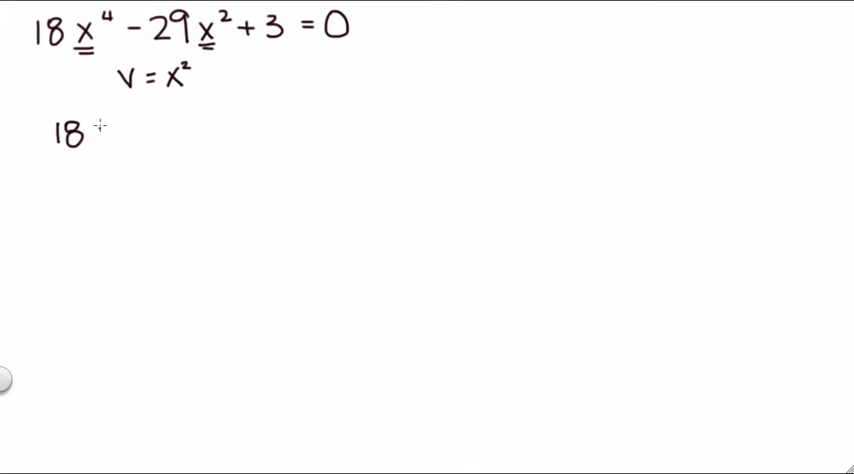 18x⁴ - 29x² + 3 = 0
v = x²
18